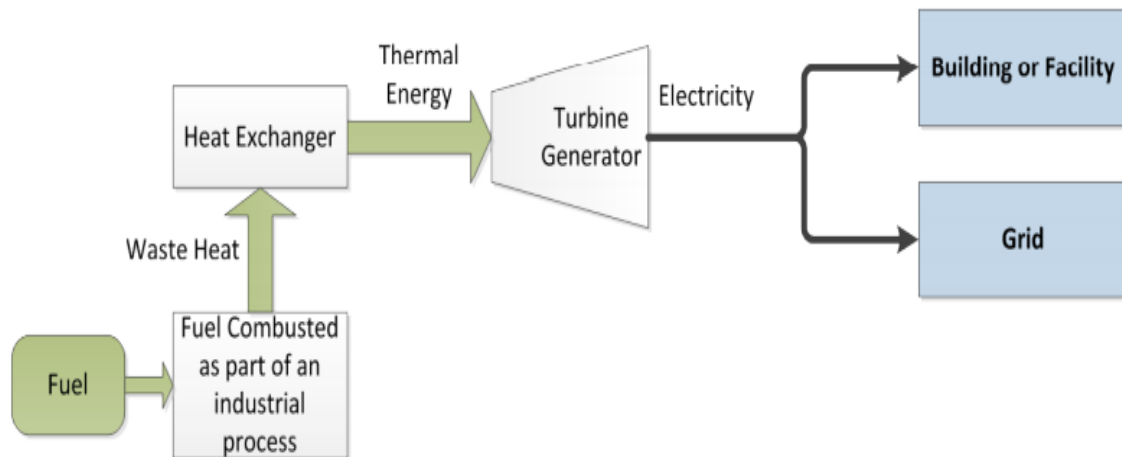 Thermal
Energy
Heat Exchanger
Turbine
Generator
Electricity
Building or Facility
Grid
Waste Heat
Fuel
Fuel Combusted
as part of an
industrial
process